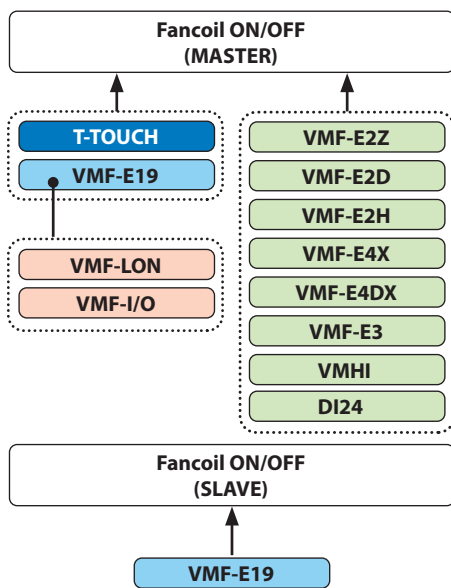 Fancoil ON/OFF
(MASTER)
T-TOUCH
VMF-E19
VMF-LON
VMF-I/O
VMF-E2Z
VMF-E2D
VMF-E2H
VMF-E4X
VMF-E4DX
VMF-E3
VMHI
DI24
Fancoil ON/OFF
(SLAVE)
VMF-E19